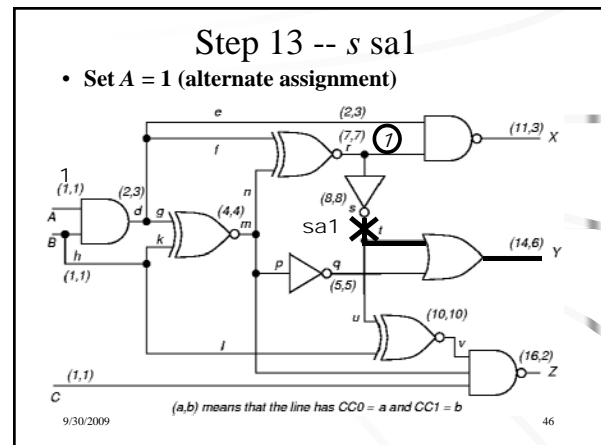 Step 13 -- s sa1
• Set A = 1 (alternate assignment)
e
(2,3)
(11,3)
X
f
(7,7)
r
1
1
(1,1)
(2,3)
n
(8,8)
A
d
g
(4,4)
s
m
sa1
t
(14,6)
B
k
Y
h
p
q
(1,1)
(5,5)
u
(10,10)
l
v
(16,2)
(1,1)
Z
C
(a,b) means that the line has CC0 = a and CC1 = b
9/30/2009
46